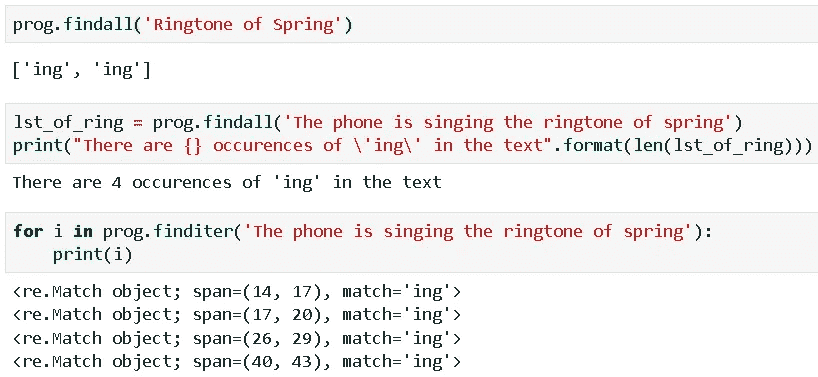 prog.findall('Ringtone of Spring')
['ing', 'ing']
lst_of_ring = prog.findall('The phone is singing the ringtone of spring')
print("There are {} occurences of \'ing\' in the text".format(len(lst_of_ring)))
There are 4 occurences of 'ing' in the text
for i in prog.finditer('The phone is singing the ringtone of spring'):
    print(i)
<re.Match object; span=(14, 17), match='ing'>
<re.Match object; span=(17, 20), match='ing'>
<re.Match object; span=(26, 29), match='ing'>
<re.Match object; span=(40, 43), match='ing'>